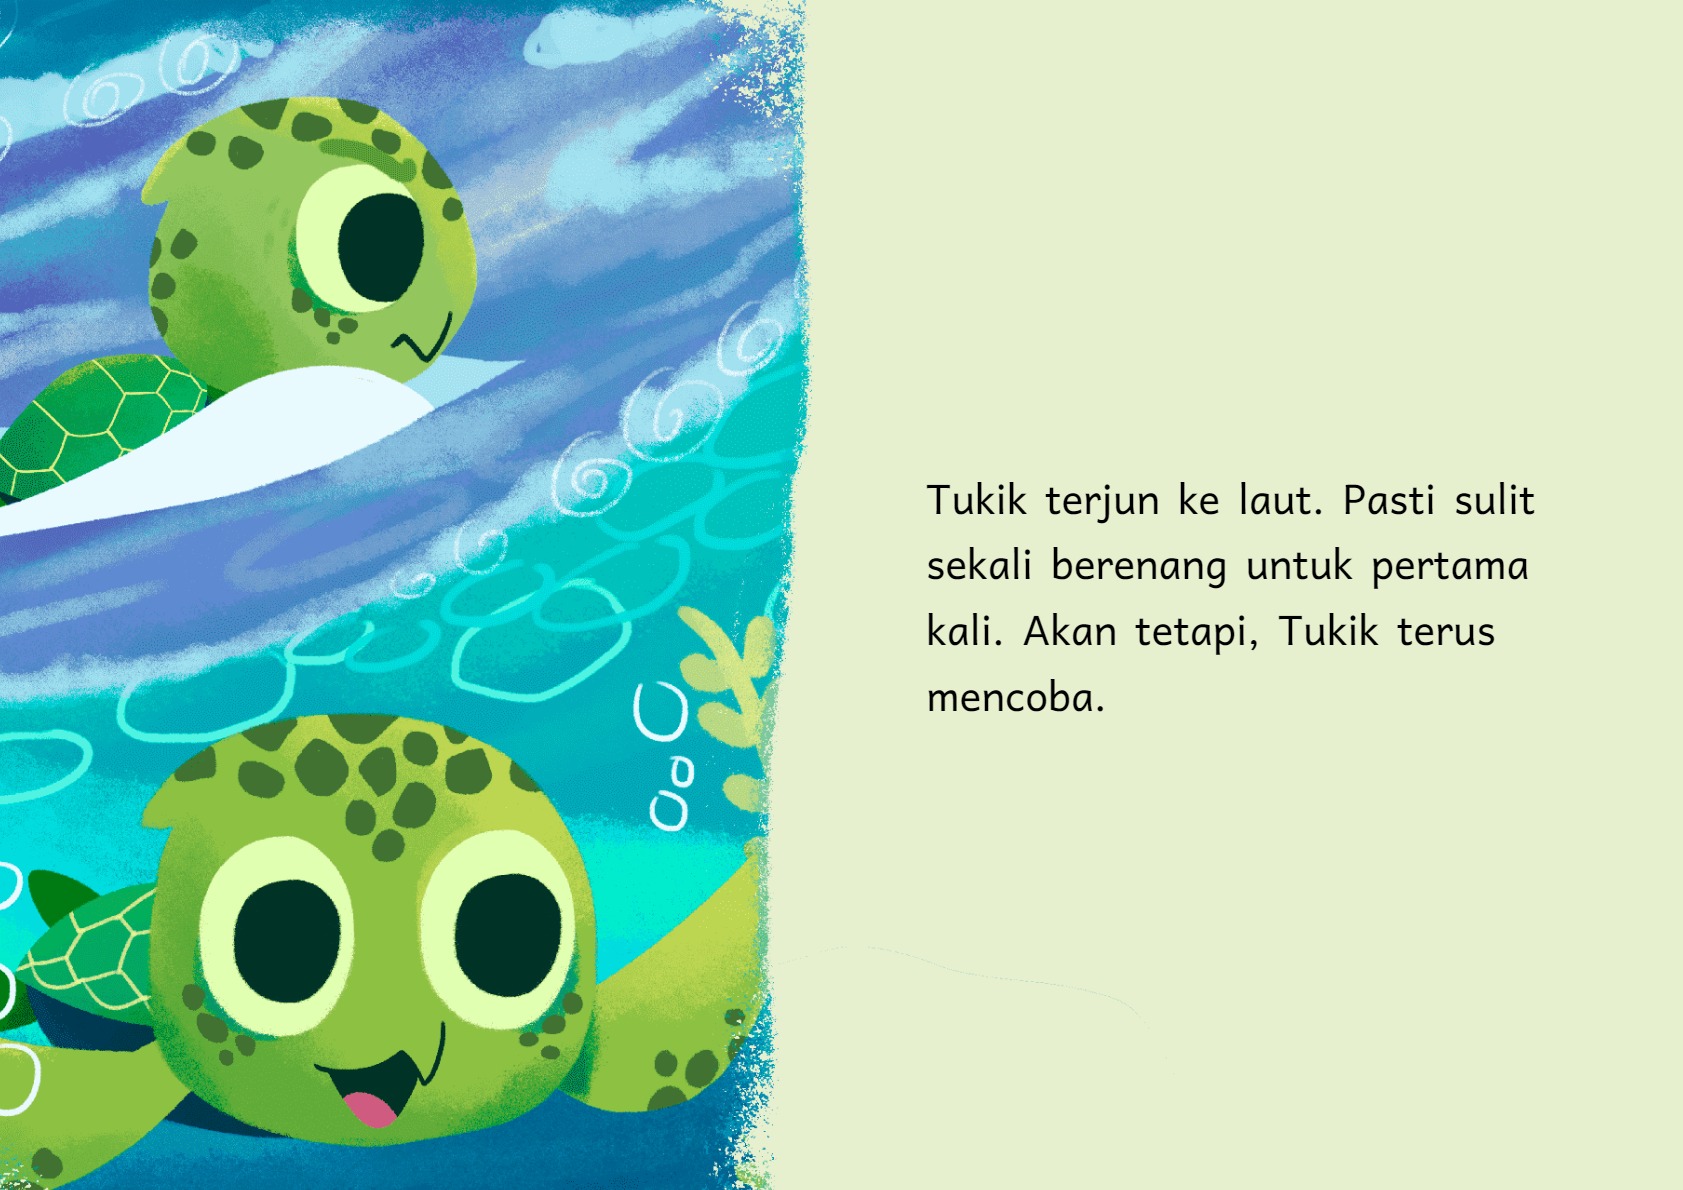 Tukik terjun ke laut. Pasti sulit
sekali berenang untuk pertama
kali. Akan tetapi, Tukik terus
mencoba.